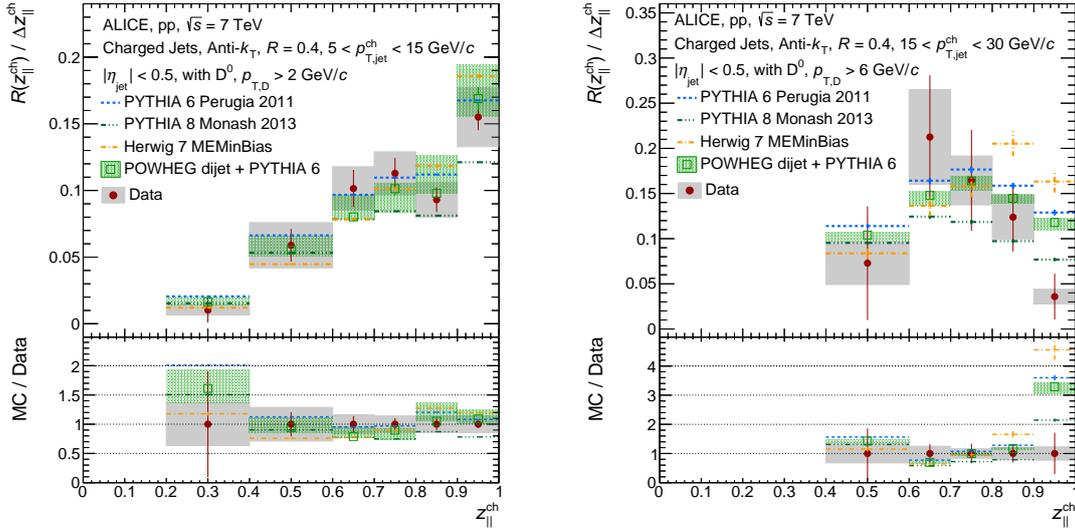 ALICE, pp, √s = 7 TeV
Charged Jets, Anti-kT, R = 0.4, 5 < p^ch_T,jet < 15 GeV/c
|ηjet| < 0.5, with D⁰, pT,D > 2 GeV/c
PYTHIA 6 Perugia 2011
PYTHIA 8 Monash 2013
Herwig 7 MEMinBias
POWHEG dijet + PYTHIA 6
Data
R(z^ch_||) / Δz^ch_||
0.2
0.15
0.1
0.05
0
MC / Data
2
1.5
1
0.5
0
0 0.1 0.2 0.3 0.4 0.5 0.6 0.7 0.8 0.9 1
z^ch_||
ALICE, pp, √s = 7 TeV
Charged Jets, Anti-kT, R = 0.4, 15 < p^ch_T,jet < 30 GeV/c
|ηjet| < 0.5, with D⁰, pT,D > 6 GeV/c
PYTHIA 6 Perugia 2011
PYTHIA 8 Monash 2013
Herwig 7 MEMinBias
POWHEG dijet + PYTHIA 6
Data
R(z^ch_||) / Δz^ch_||
0.35
0.3
0.25
0.2
0.15
0.1
0.05
0
MC / Data
4
3
2
1
0
0 0.1 0.2 0.3 0.4 0.5 0.6 0.7 0.8 0.9 1
z^ch_||